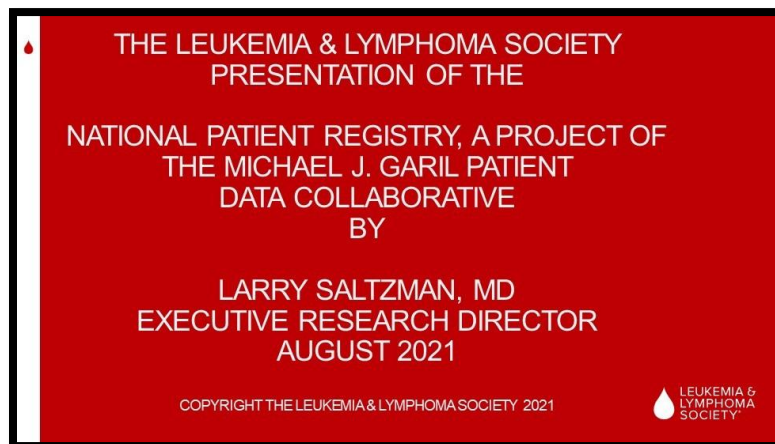 THE LEUKEMIA & LYMPHOMA SOCIETY
PRESENTATION OF THE
NATIONAL PATIENT REGISTRY, A PROJECT OF
THE MICHAEL J. GARIL PATIENT
DATA COLLABORATIVE
BY
LARRY SALTZMAN, MD
EXECUTIVE RESEARCH DIRECTOR
AUGUST 2021
COPYRIGHT THE LEUKEMIA & LYMPHOMA SOCIETY 2021
LEUKEMIA &
LYMPHOMA
SOCIETY®